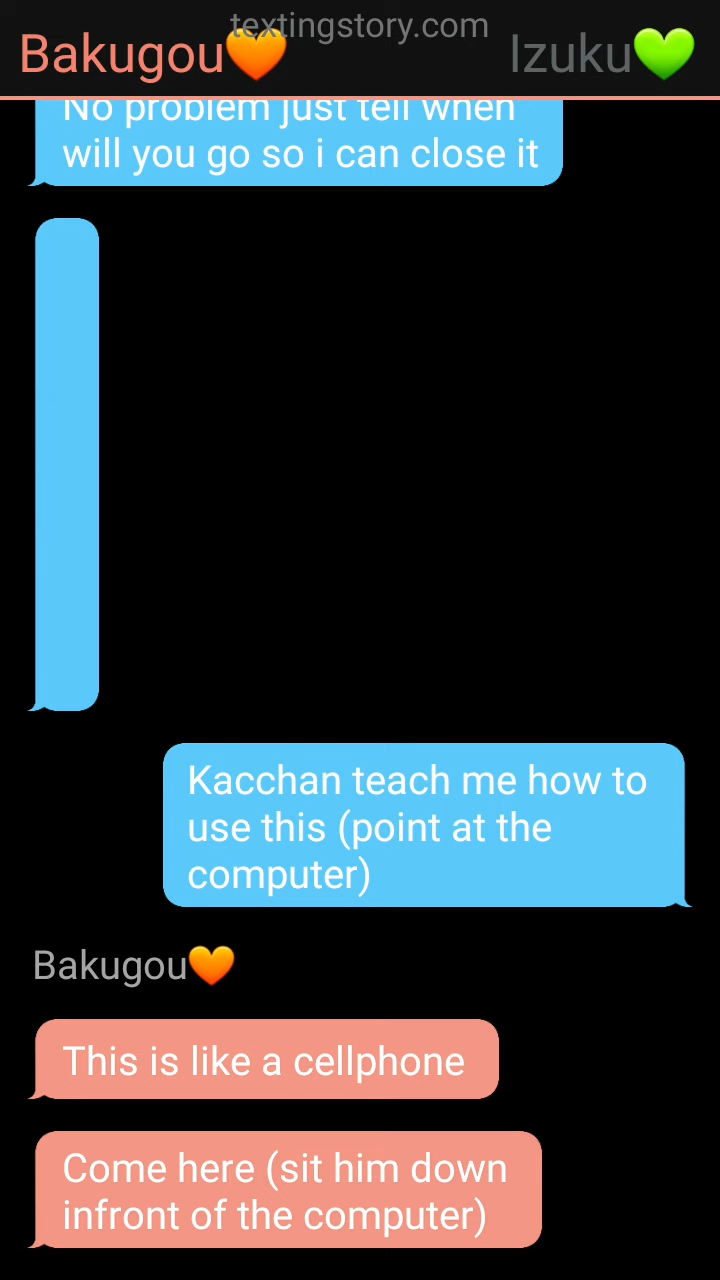 textingstory.com
Bakugou🧡 Izuku💚
No problem just tell when
will you go so i can close it
Kacchan teach me how to
use this (point at the
computer)
Bakugou🧡
This is like a cellphone
Come here (sit him down
infront of the computer)